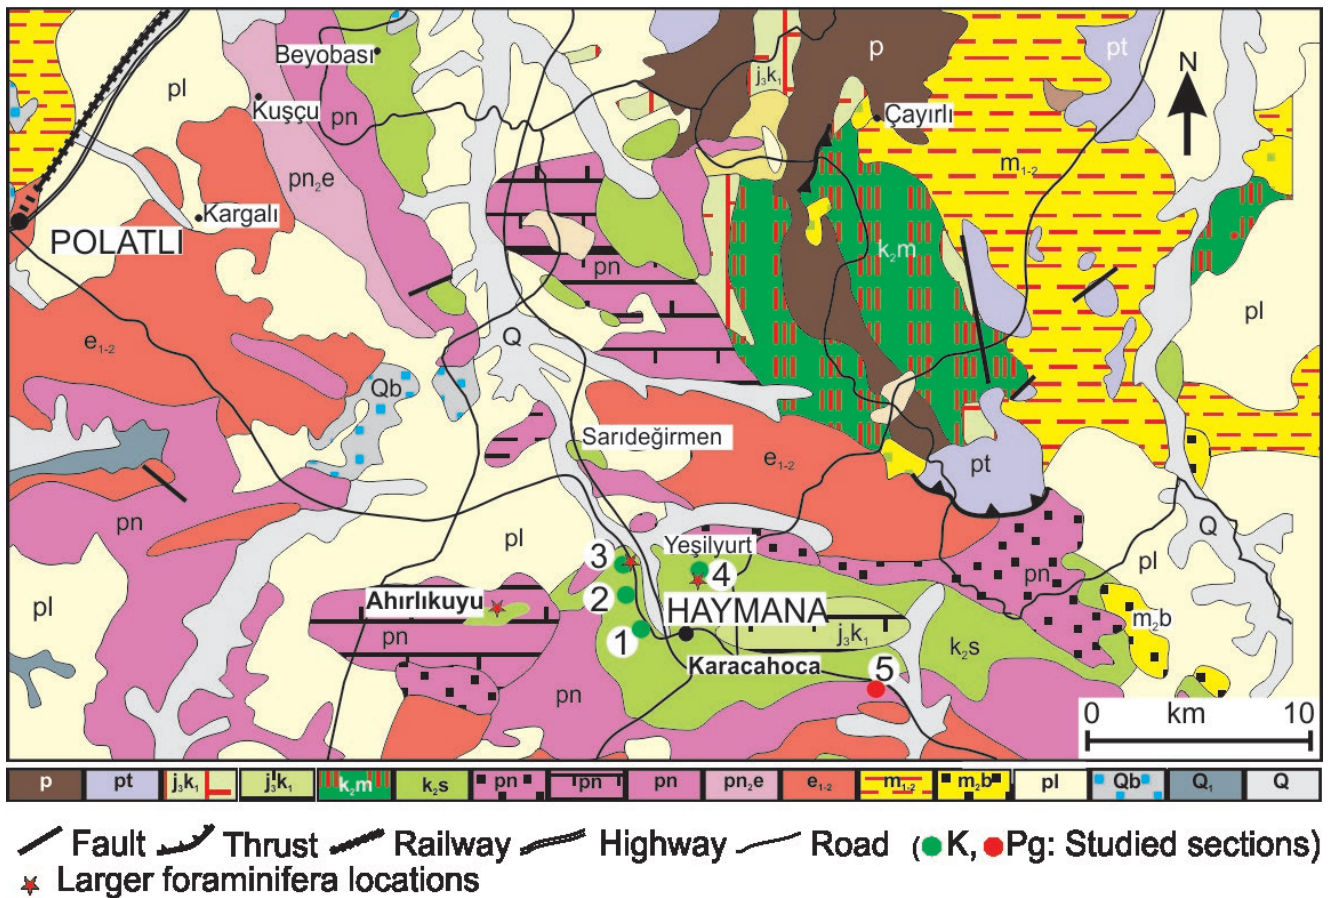 Beyobası
p
pt
N
j₃k₁
pl
Kuşçu
pn
Çayırlı
pn₂e
m₁₋₂
Kargalı
POLATLI
pn
k₂m
pl
e₁₋₂
Q
Qb
Sarıdeğirmen
e₁₋₂
pt
pn
pl
Q
3
Yeşilyurt
4
pl
pn
pl
Ahırlıkuyu
2
HAYMANA
m₂b
pn
1
j₃k₁
k₂s
Karacahoca
5
pn
0 km 10
p pt j₃k₁ j₃k₁ k₂m k₂s pn pn pn pn₂e e₁₋₂ m₁₋₂ m₂b pl Qb Q₁ Q
Fault Thrust Railway Highway Road (K, Pg: Studied sections)
Larger foraminifera locations